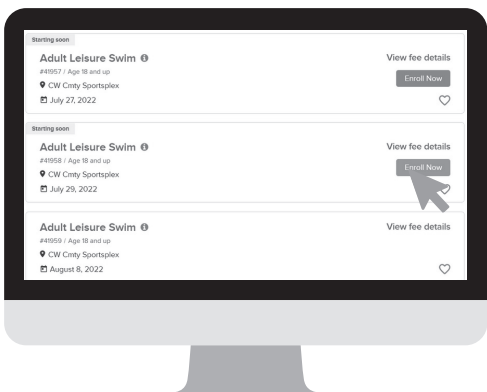 Starting soon
Adult Leisure Swim
View fee details
#41957 / Age 18 and up
Enroll Now
CW Cmty Sportsplex
July 27, 2022
Starting soon
Adult Leisure Swim
View fee details
#41958 / Age 18 and up
Enroll Now
CW Cmty Sportsplex
July 29, 2022
Adult Leisure Swim
View fee details
#41959 / Age 18 and up
CW Cmty Sportsplex
August 8, 2022